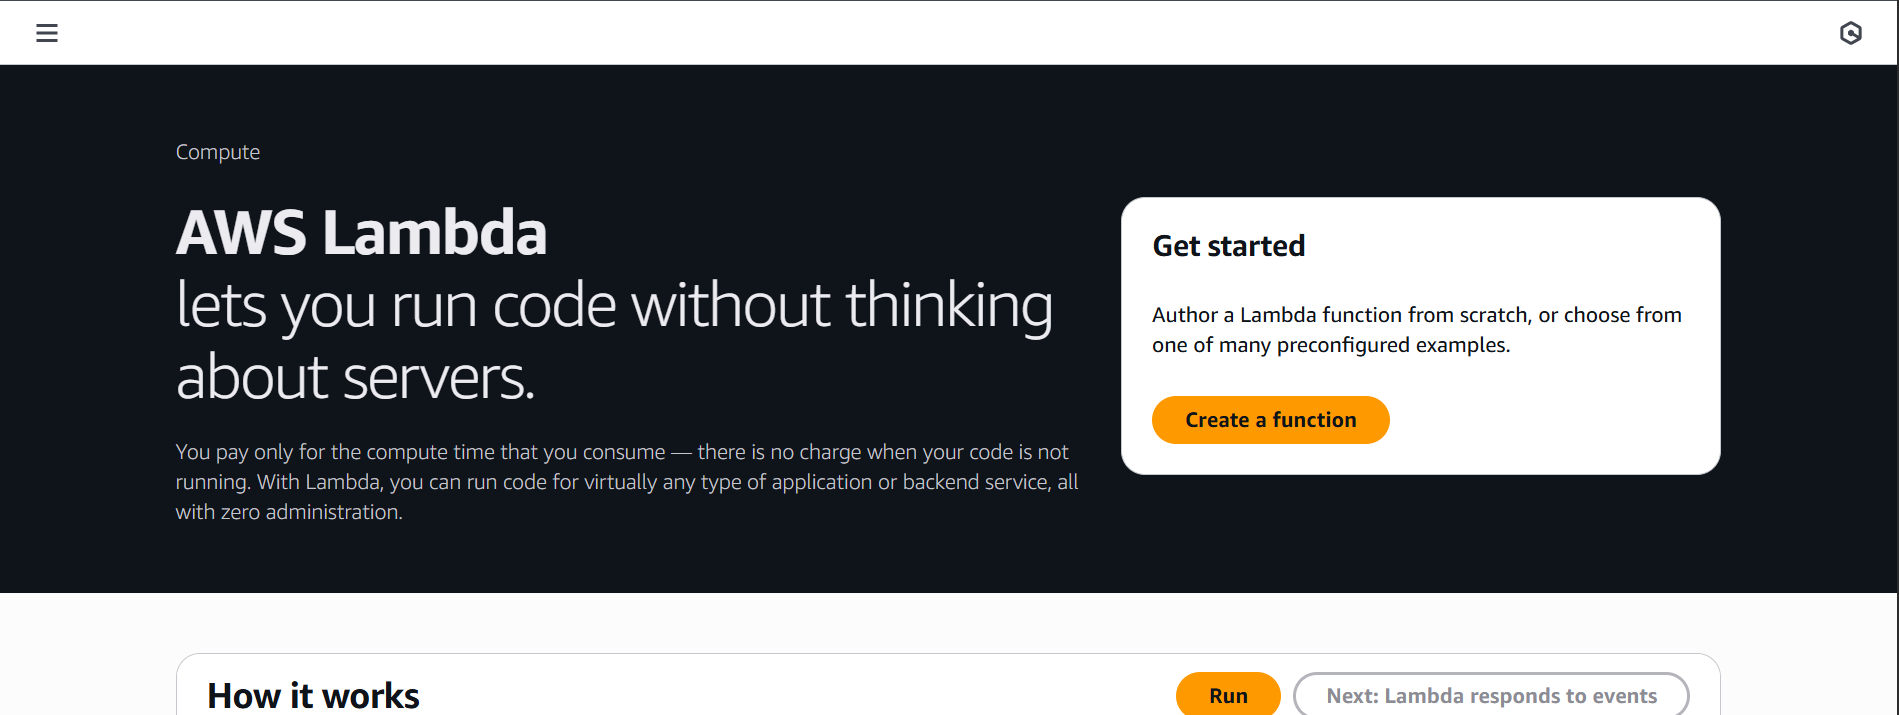 Compute
AWS Lambda
lets you run code without thinking
about servers.
You pay only for the compute time that you consume — there is no charge when your code is not
running. With Lambda, you can run code for virtually any type of application or backend service, all
with zero administration.
Get started
Author a Lambda function from scratch, or choose from
one of many preconfigured examples.
Create a function
How it works
Run
Next: Lambda responds to events